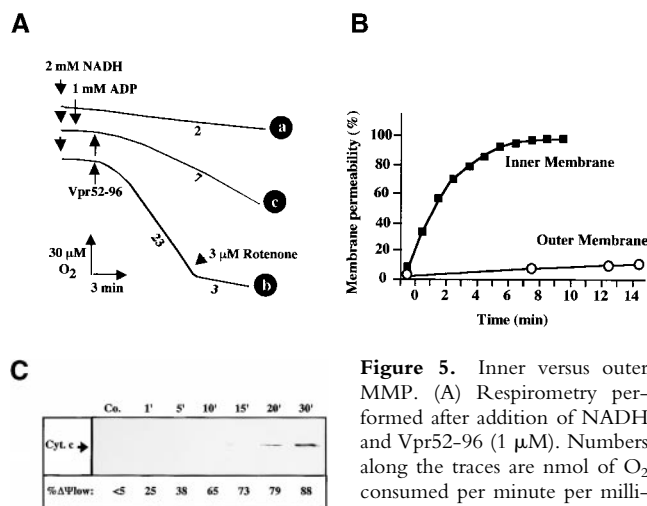 A
2 mM NADH
1 mM ADP
2
a
7
c
Vpr52-96
23
3 μM Rotenone
30 μM
O2
3 min
3
b
B
Membrane permeability (%)
100
80
60
40
20
0
Inner Membrane
Outer Membrane
0 2 4 6 8 10 12 14
Time (min)
C
Co. 1' 5' 10' 15' 20' 30'
Cyt. c
%ΔΨlow: <5 25 38 65 73 79 88
Figure 5. Inner versus outer
MMP. (A) Respirometry per-
formed after addition of NADH
and Vpr52-96 (1 μM). Numbers
along the traces are nmol of O2
consumed per minute per milli-